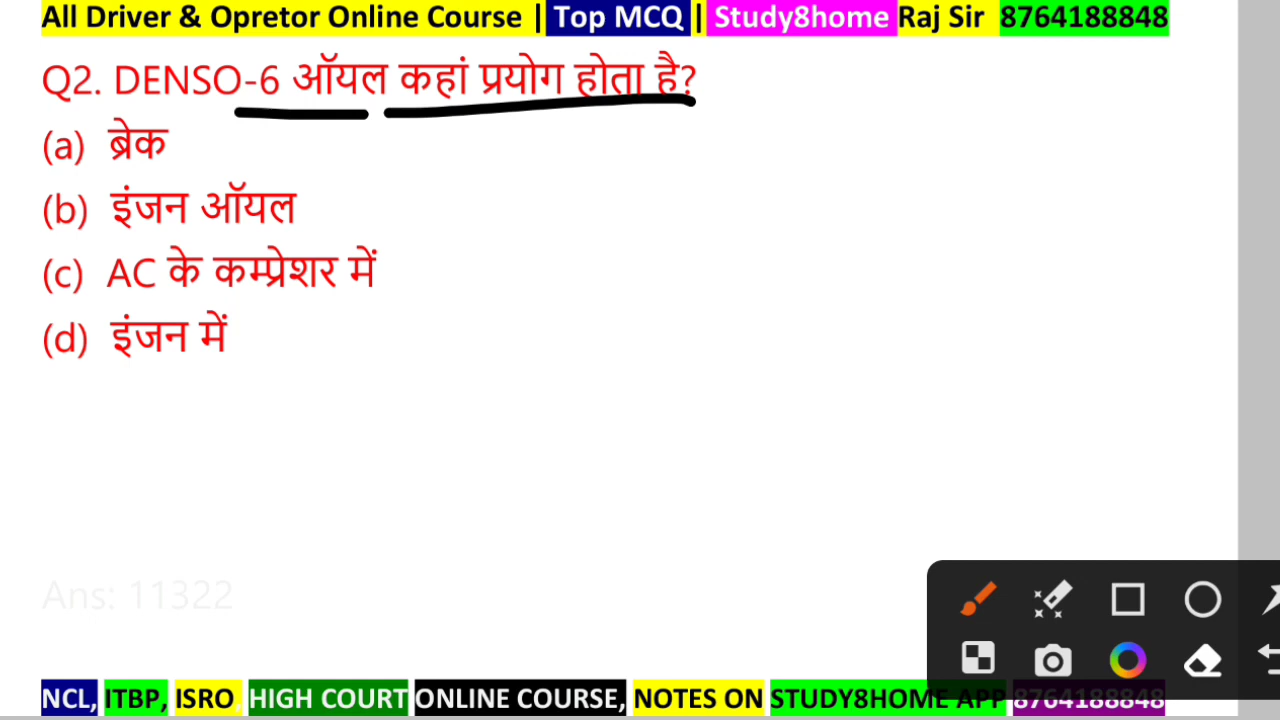 All Driver & Opretor Online Course | Top MCQ | Study8home Raj Sir 8764188848
Q2. DENSO-6 ऑयल कहां प्रयोग होता है?
(a) ब्रेक
(b) इंजन ऑयल
(c) AC के कम्प्रेशर में
(d) इंजन में
Ans: 11322
NCL, ITBP, ISRO, HIGH COURT ONLINE COURSE, NOTES ON STUDY8HOME APP 8764188848